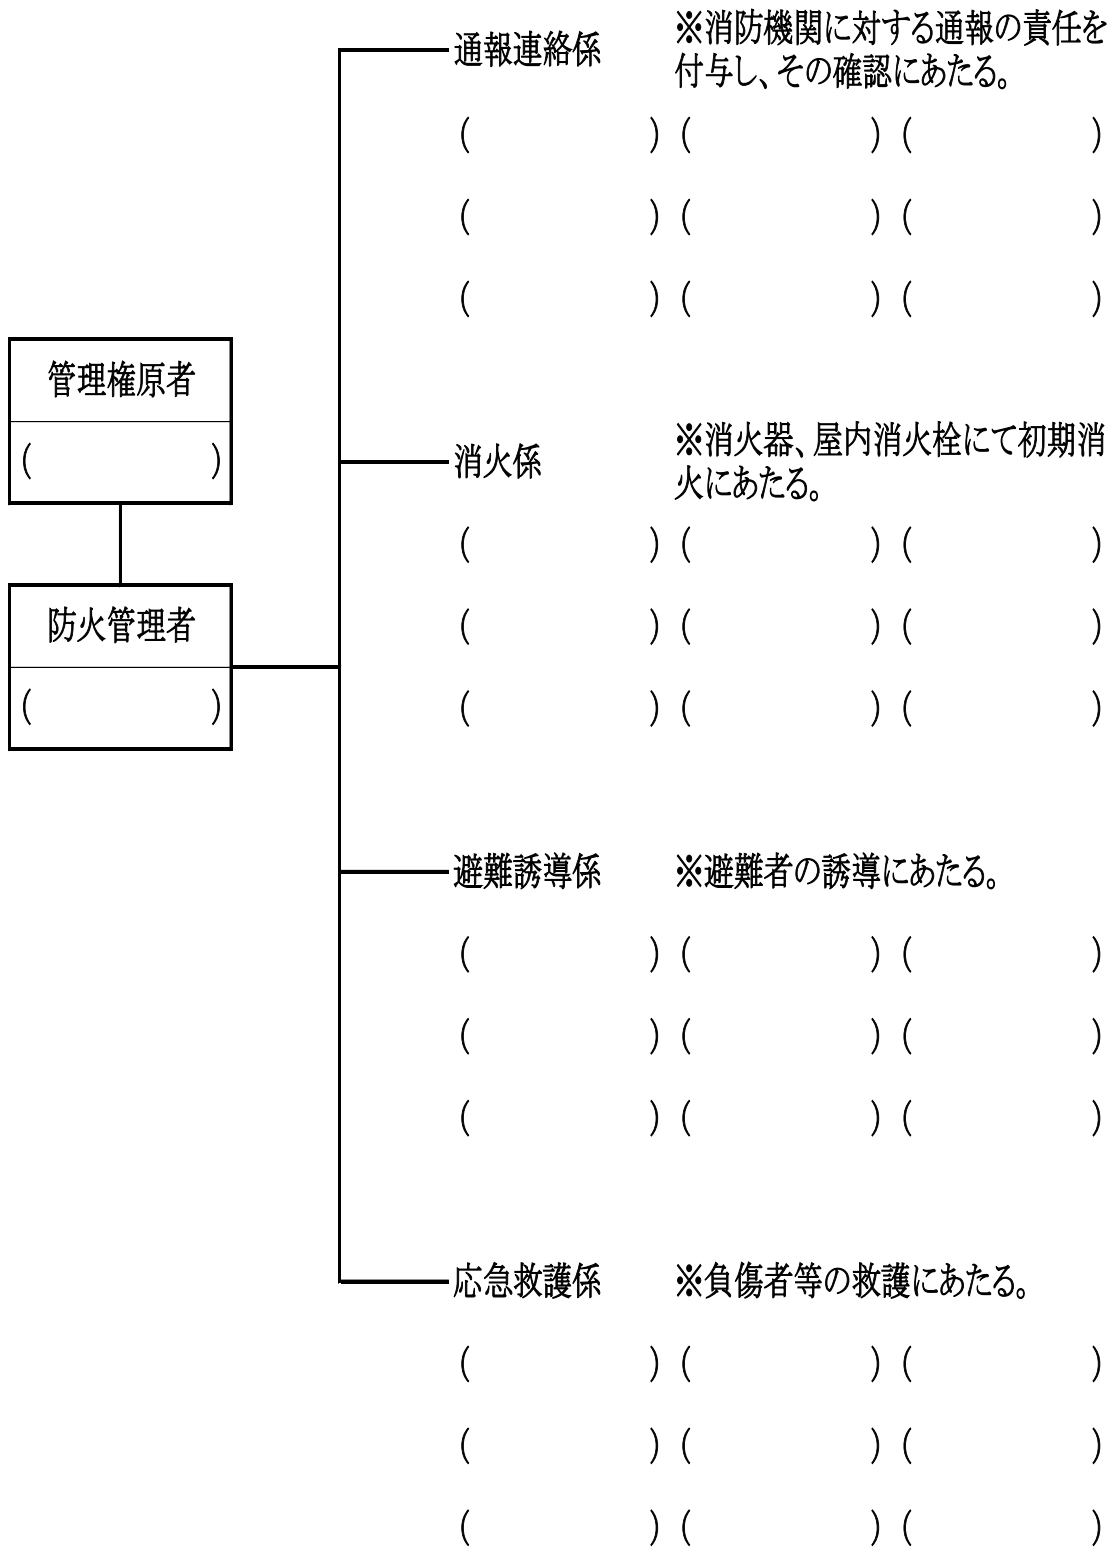 通報連絡係
※消防機関に対する通報の責任を
付与し、その確認にあたる。
(　　　　　　) (　　　　　　) (　　　　　　)
(　　　　　　) (　　　　　　) (　　　　　　)
(　　　　　　) (　　　　　　) (　　　　　　)
管理権原者
(　　　　　　)
消火係
※消火器、屋内消火栓にて初期消
火にあたる。
(　　　　　　) (　　　　　　) (　　　　　　)
(　　　　　　) (　　　　　　) (　　　　　　)
(　　　　　　) (　　　　　　) (　　　　　　)
防火管理者
(　　　　　　)
避難誘導係
※避難者の誘導にあたる。
(　　　　　　) (　　　　　　) (　　　　　　)
(　　　　　　) (　　　　　　) (　　　　　　)
(　　　　　　) (　　　　　　) (　　　　　　)
応急救護係
※負傷者等の救護にあたる。
(　　　　　　) (　　　　　　) (　　　　　　)
(　　　　　　) (　　　　　　) (　　　　　　)
(　　　　　　) (　　　　　　) (　　　　　　)